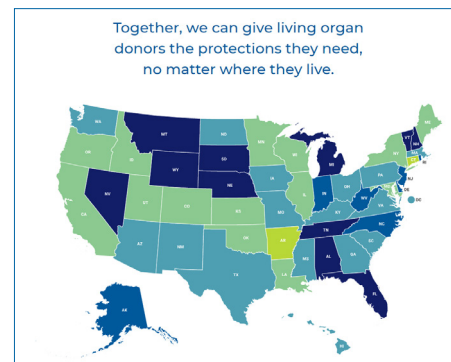 Together, we can give living organ
donors the protections they need,
no matter where they live.
WA
MT
ND
MN
ME
VT
NH
OR
ID
SD
WI
MI
NY
MA
CT
RI
WY
NE
IA
PA
NJ
NV
IL
IN
OH
DE
UT
CO
KS
MO
WV
VA
DC
CA
KY
NC
AZ
NM
OK
AR
TN
SC
TX
LA
MS
AL
GA
FL
AK
HI